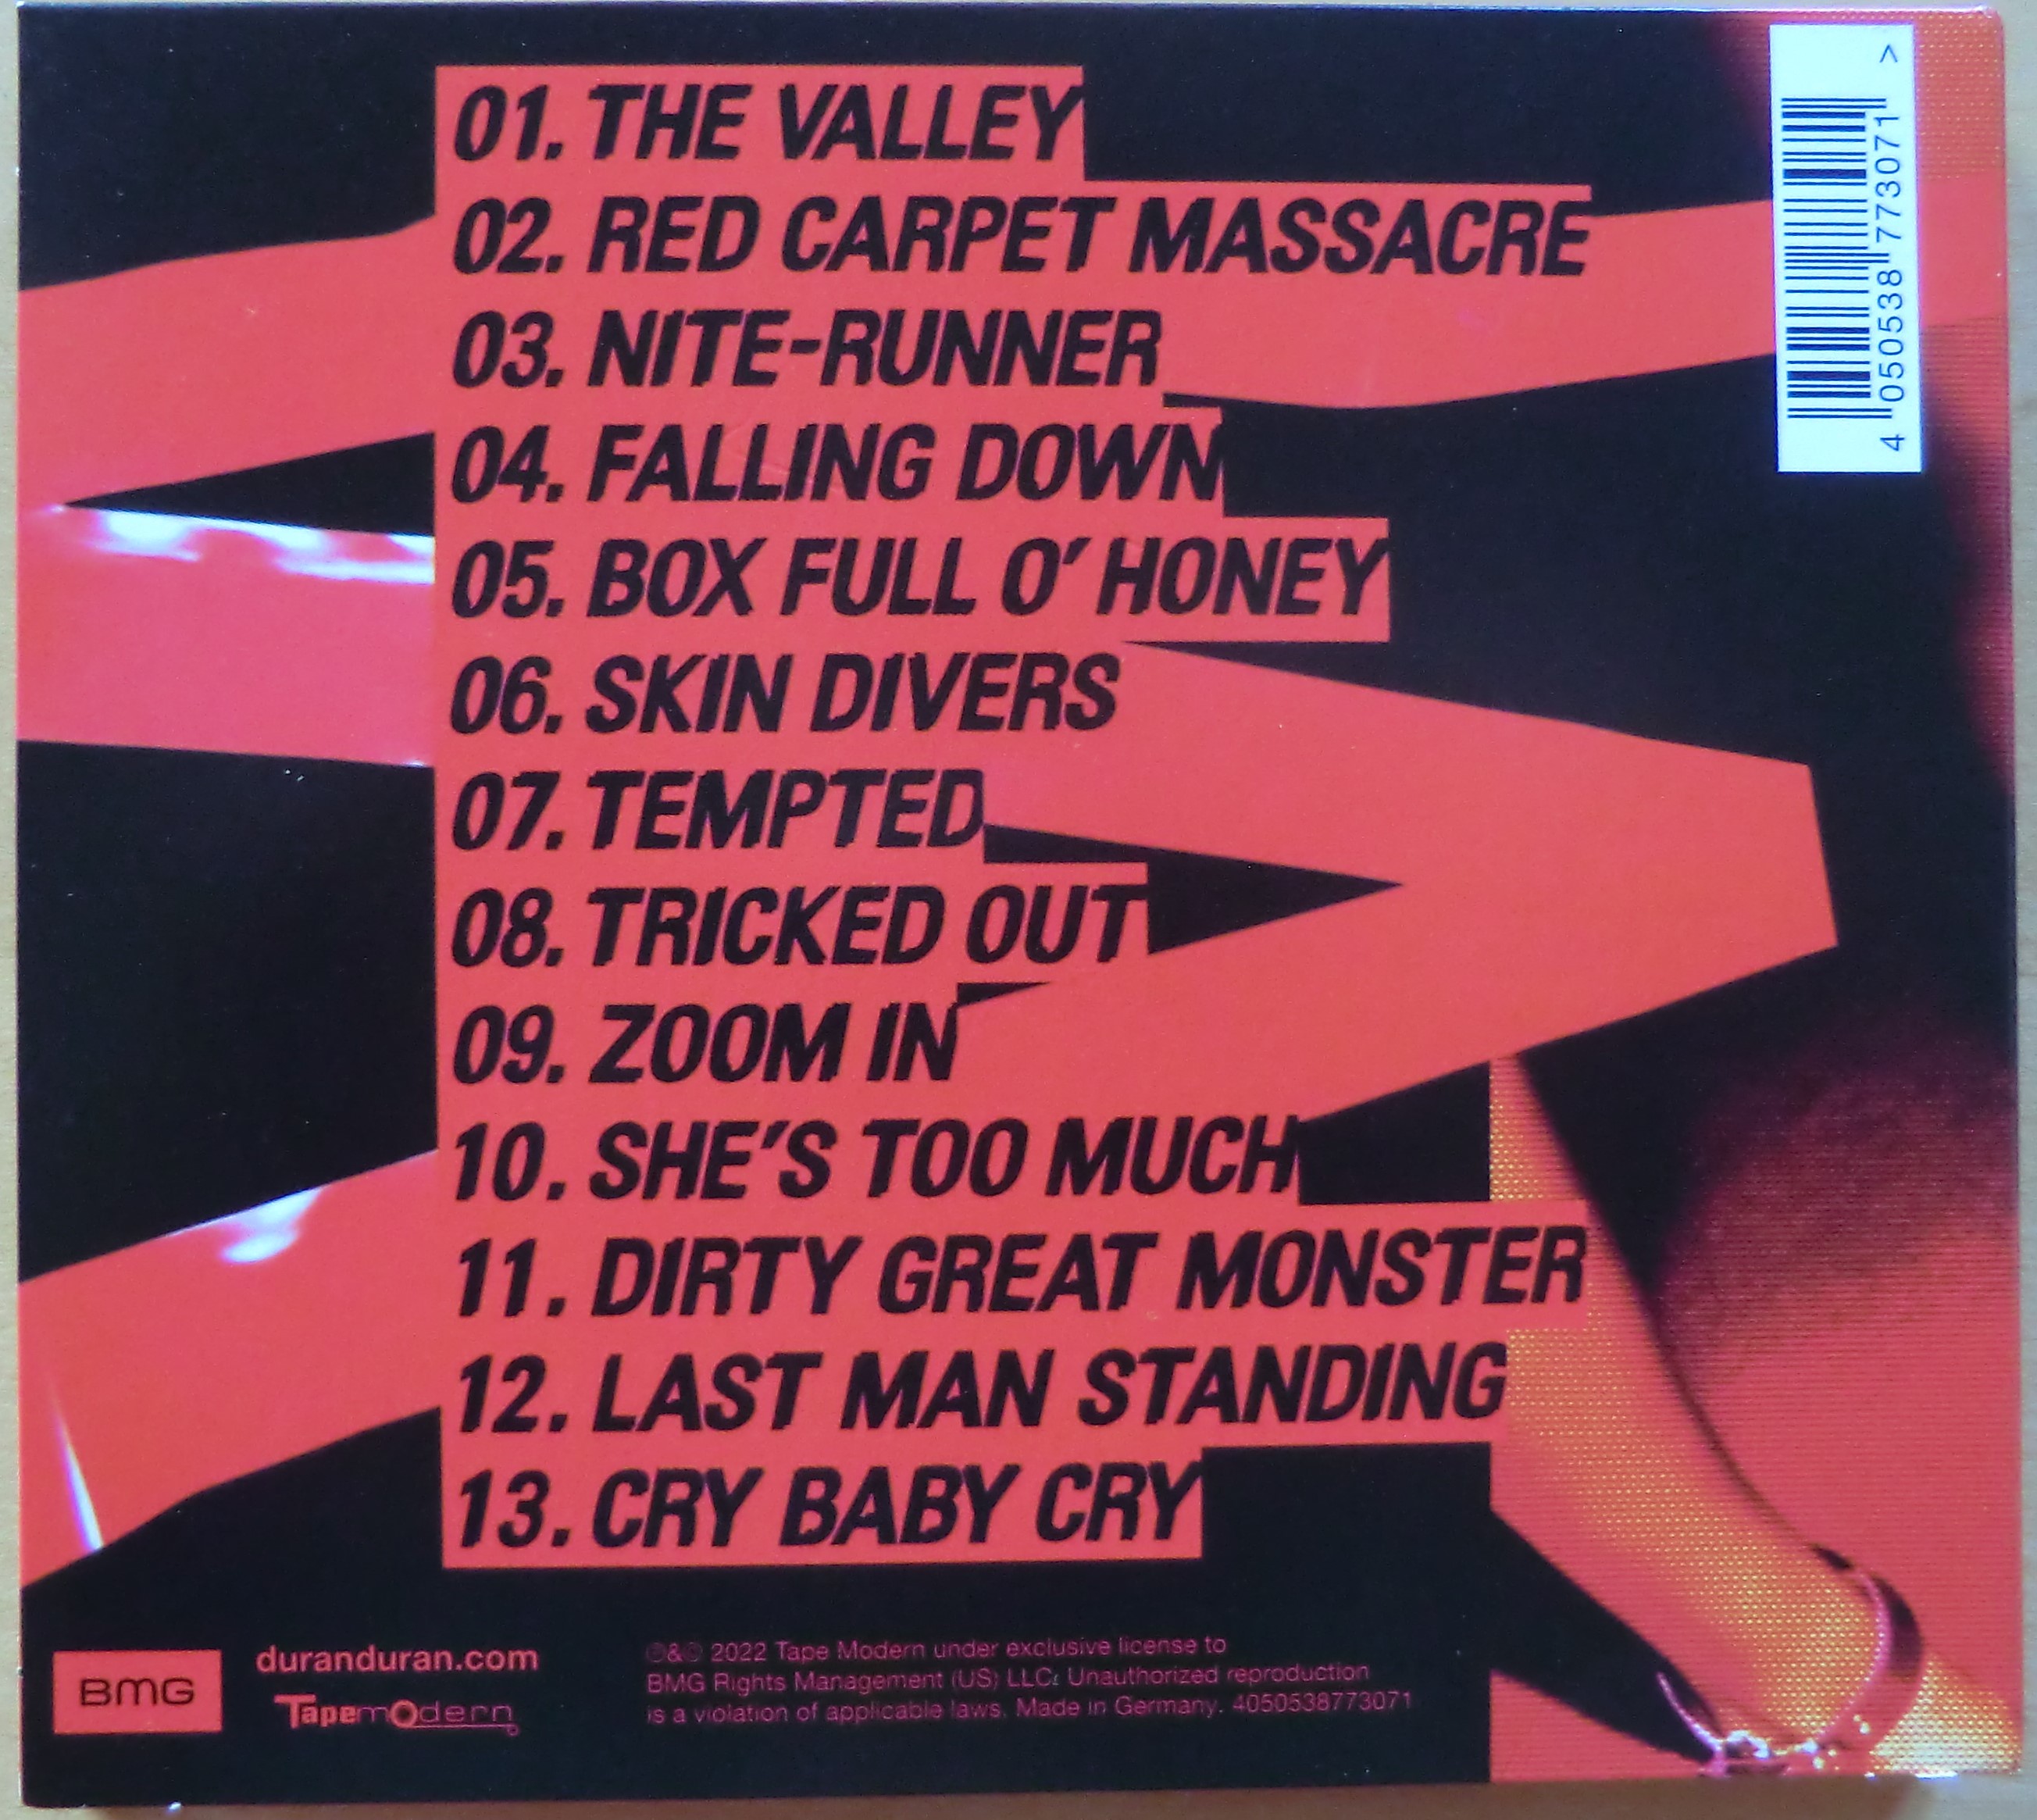 01. THE VALLEY
02. RED CARPET MASSACRE
03. NITE-RUNNER
04. FALLING DOWN
05. BOX FULL O' HONEY
06. SKIN DIVERS
07. TEMPTED
08. TRICKED OUT
09. ZOOM IN
10. SHE'S TOO MUCH
11. DIRTY GREAT MONSTER
12. LAST MAN STANDING
13. CRY BABY CRY
4 050538 773071 >
BMG
duranduran.com
Tapemodern
℗&© 2022 Tape Modern under exclusive license to
BMG Rights Management (US) LLC. Unauthorized reproduction
is a violation of applicable laws. Made in Germany. 4050538773071